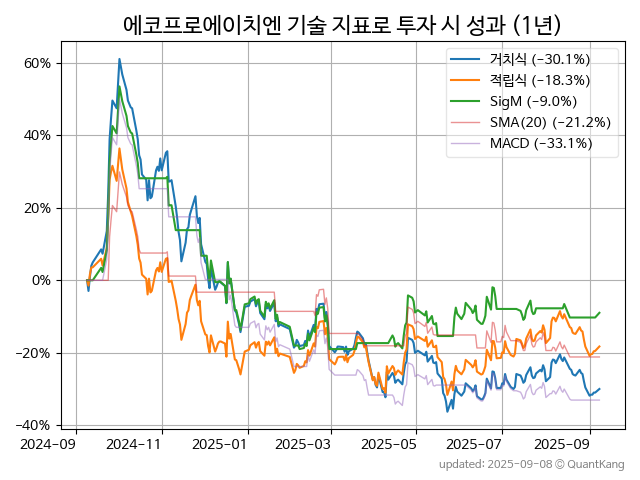 에코프로에이치엔 기술 지표로 투자 시 성과 (1년)
60%
40%
20%
0%
−20%
−40%
거치식 (−30.1%)
적립식 (−18.3%)
SigM (−9.0%)
SMA(20) (−21.2%)
MACD (−33.1%)
2024−09
2024−11
2025−01
2025−03
2025−05
2025−07
2025−09
updated: 2025-09-08 © QuantKang